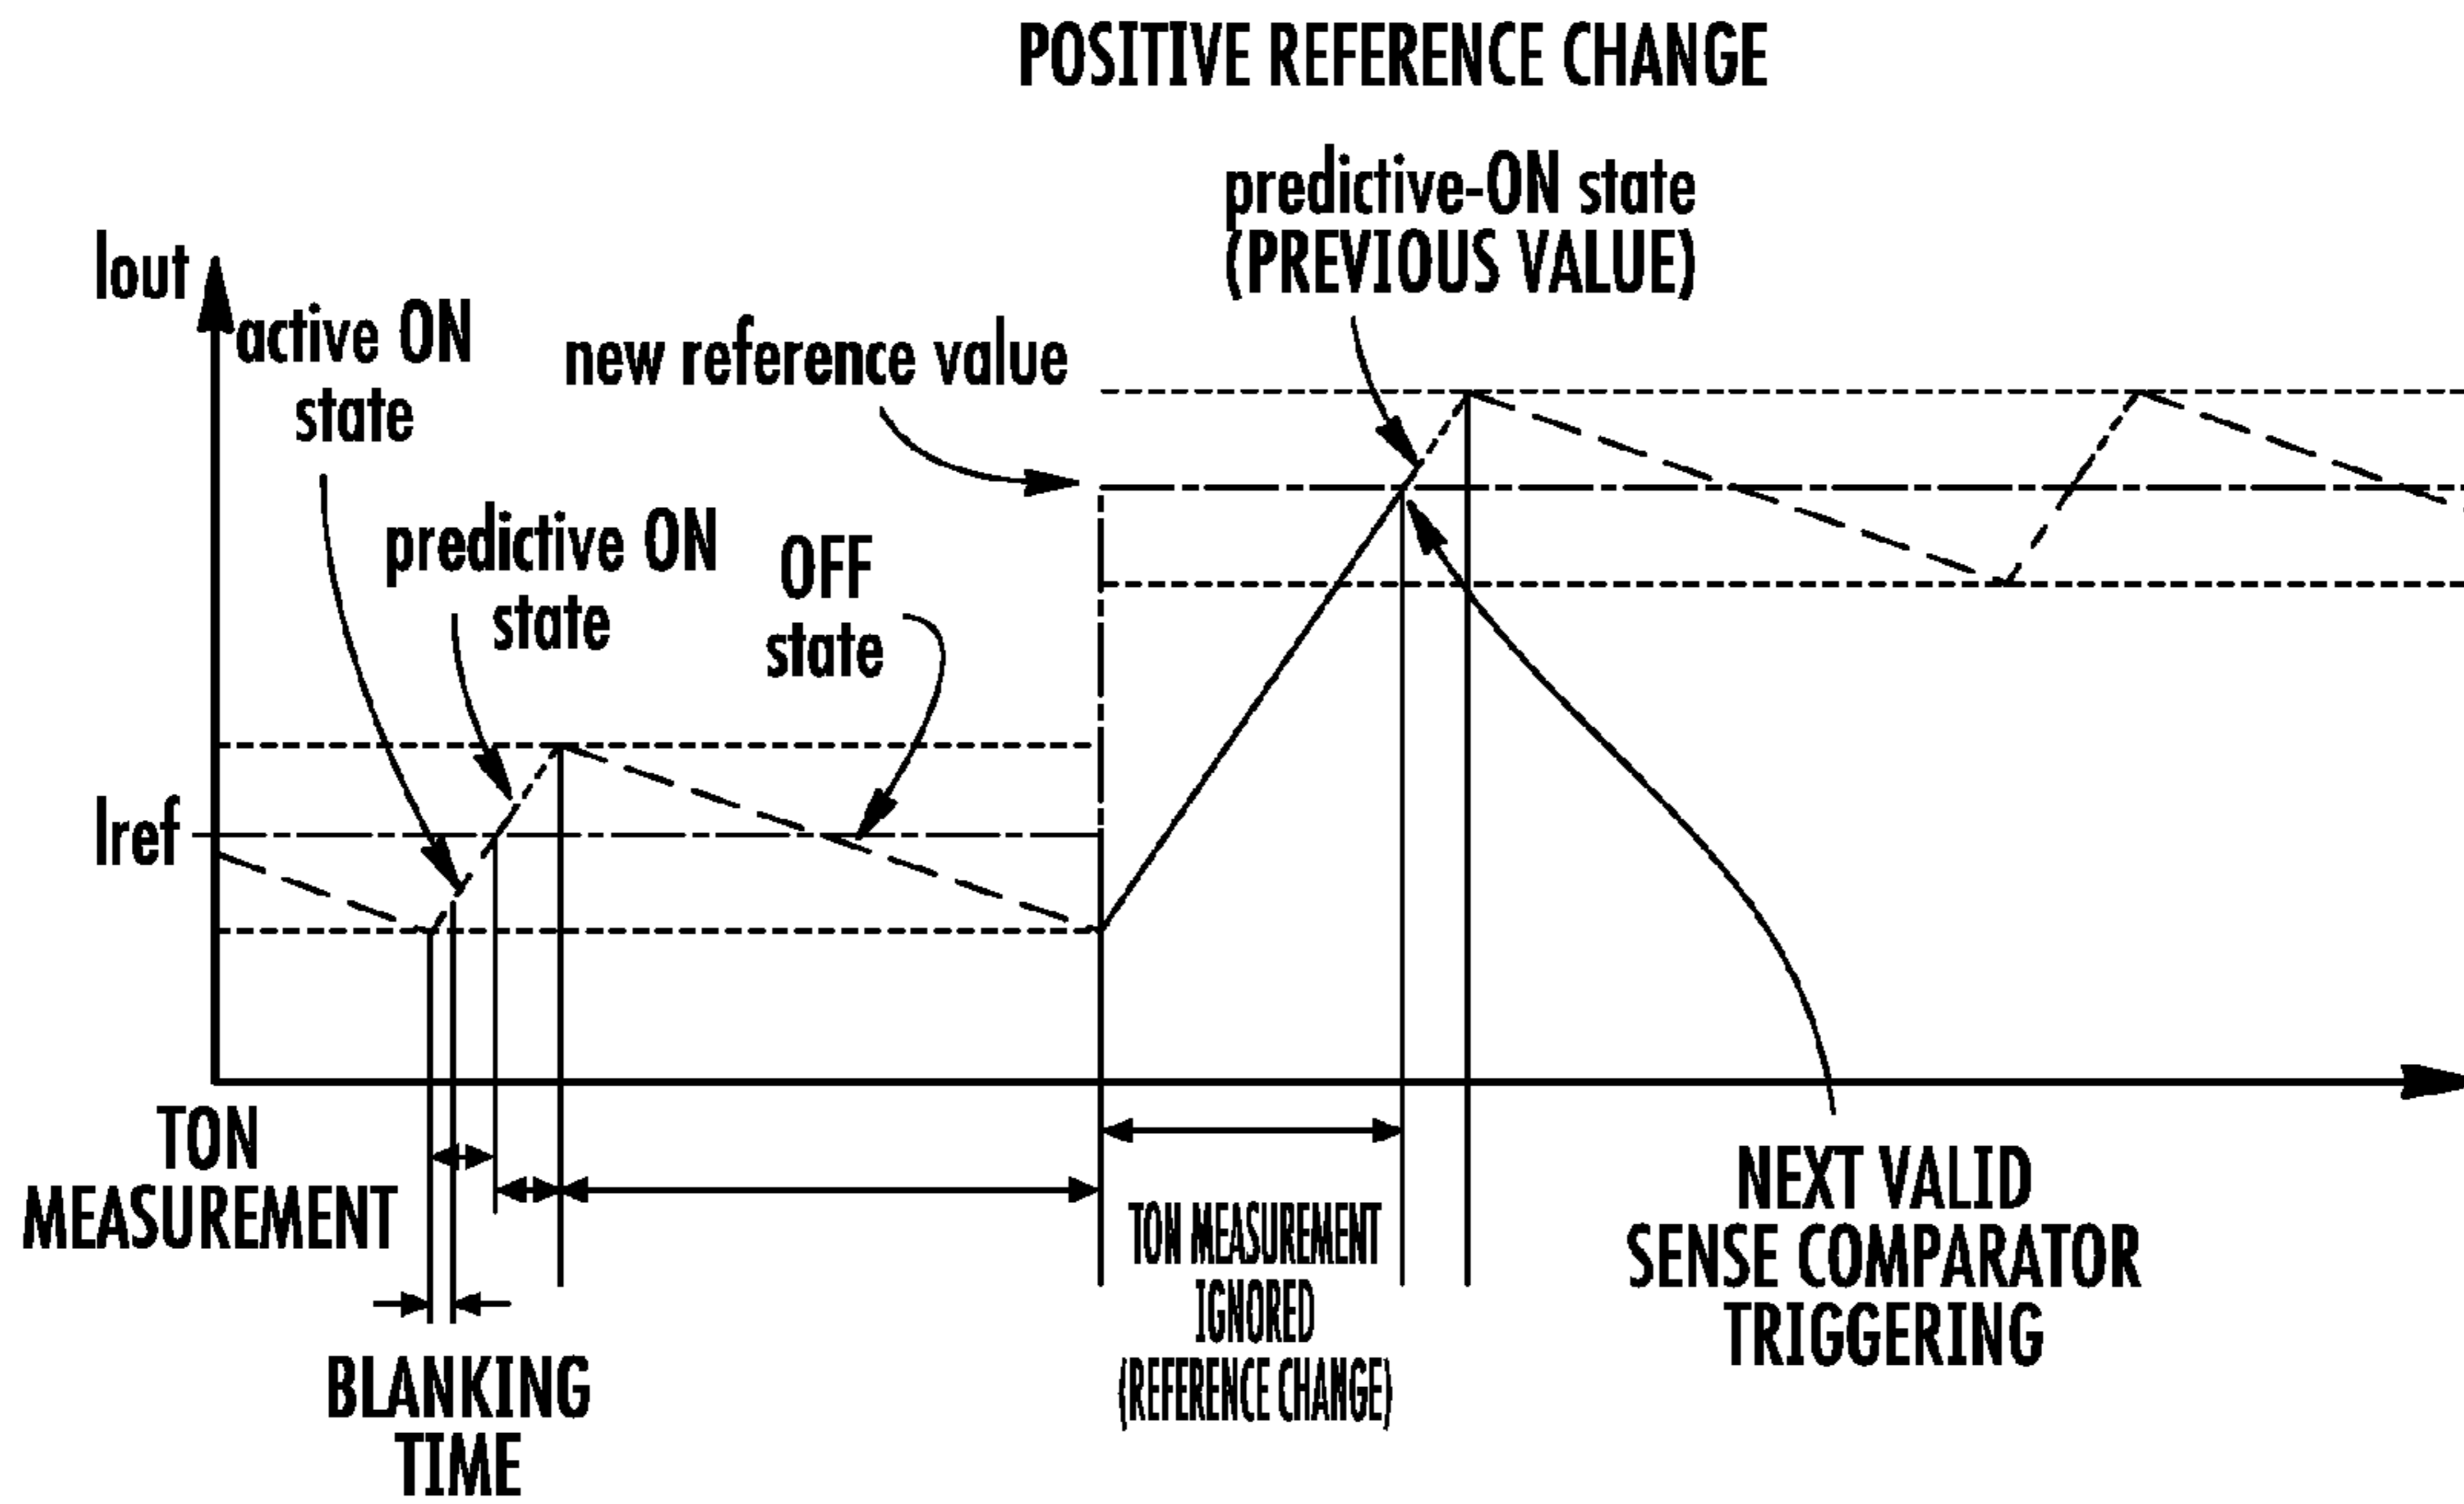 POSITIVE REFERENCE CHANGE
predictive-ON state
(PREVIOUS VALUE)
Iout
active ON
state
new reference value
predictive ON
state
OFF
state
Iref
TON
MEASUREMENT
BLANKING
TIME
TON MEASUREMENT
IGNORED
(REFERENCE CHANGE)
NEXT VALID
SENSE COMPARATOR
TRIGGERING